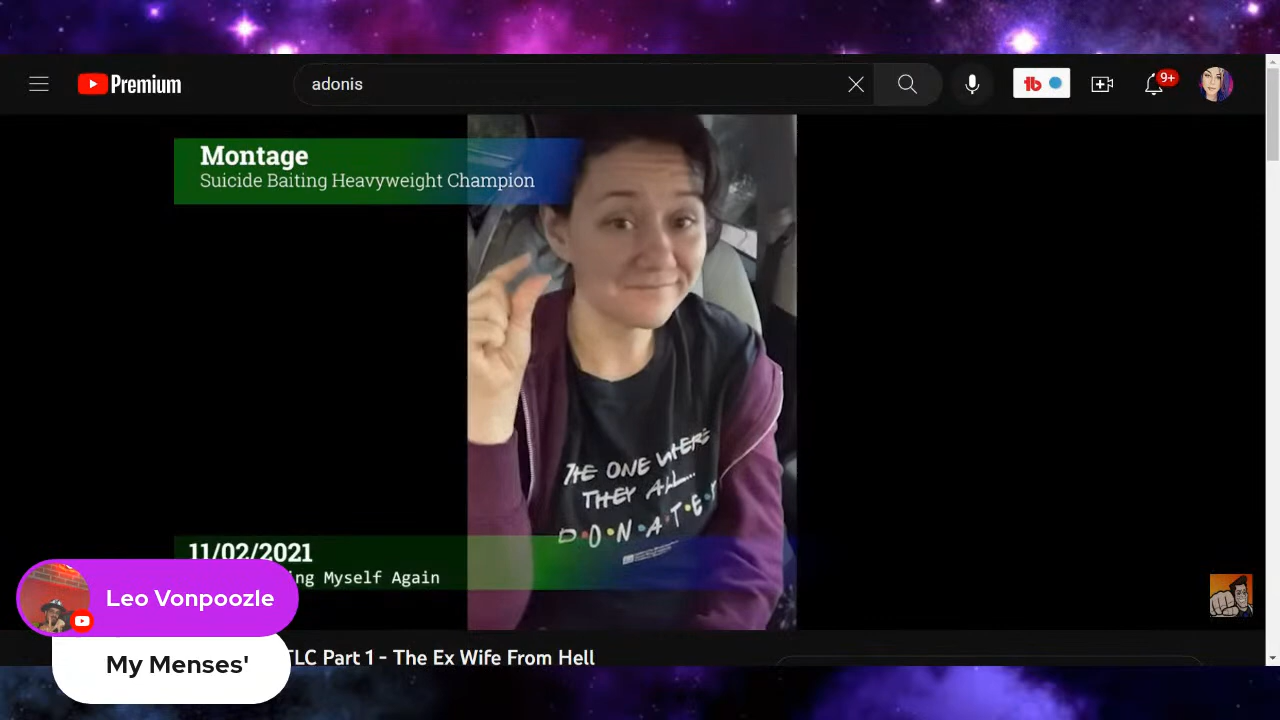 Premium
adonis
9+
Montage
Suicide Baiting Heavyweight Champion
THE ONE WHERE
THEY ALL...
D·O·N·A·T·E
11/02/2021
ng Myself Again
Leo Vonpoozle
My Menses'
TLC Part 1 - The Ex Wife From Hell